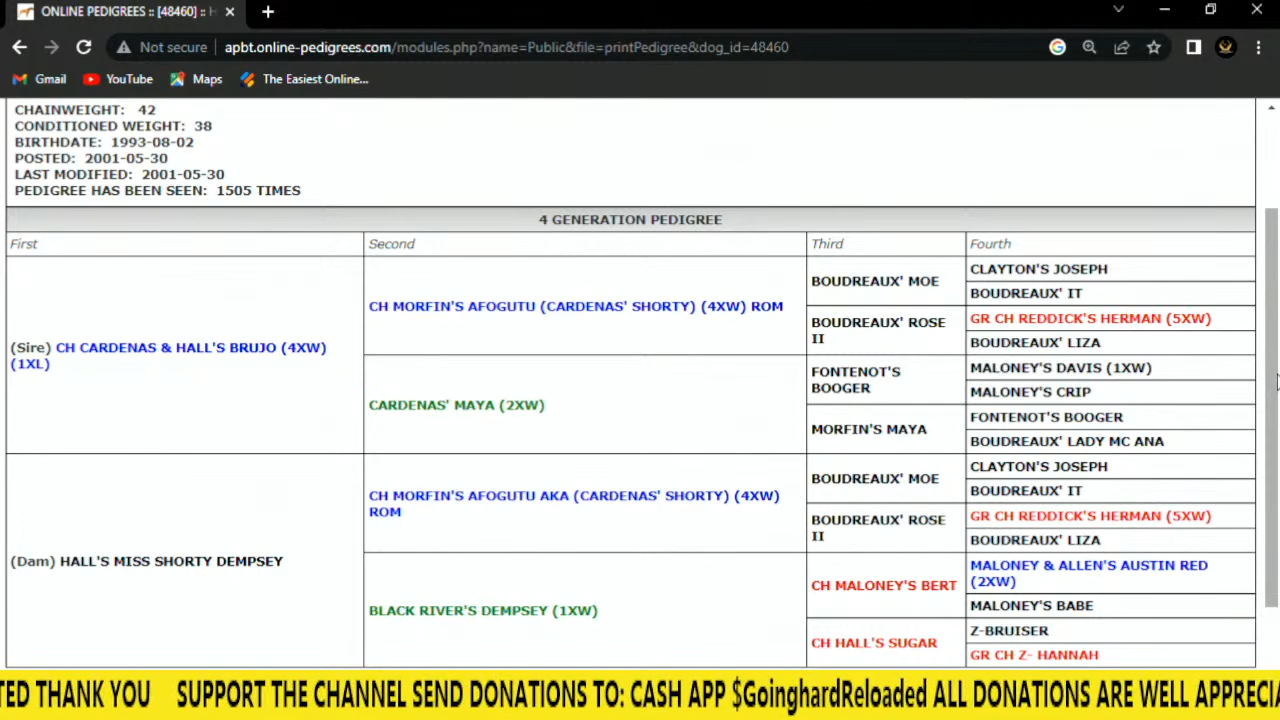 ONLINE PEDIGREES :: [48460] :: H
Not secure
apbt.online-pedigrees.com/modules.php?name=Public&file=printPedigree&dog_id=48460
Gmail
YouTube
Maps
The Easiest Online...
CHAINWEIGHT: 42
CONDITIONED WEIGHT: 38
BIRTHDATE: 1993-08-02
POSTED: 2001-05-30
LAST MODIFIED: 2001-05-30
PEDIGREE HAS BEEN SEEN: 1505 TIMES
4 GENERATION PEDIGREE
First
Second
Third
Fourth
(Sire) CH CARDENAS & HALL'S BRUJO (4XW)
(1XL)
CH MORFIN'S AFOGUTU (CARDENAS' SHORTY) (4XW) ROM
BOUDREAUX' MOE
CLAYTON'S JOSEPH
BOUDREAUX' IT
BOUDREAUX' ROSE
II
GR CH REDDICK'S HERMAN (5XW)
BOUDREAUX' LIZA
CARDENAS' MAYA (2XW)
FONTENOT'S
BOOGER
MALONEY'S DAVIS (1XW)
MALONEY'S CRIP
MORFIN'S MAYA
FONTENOT'S BOOGER
BOUDREAUX' LADY MC ANA
(Dam) HALL'S MISS SHORTY DEMPSEY
CH MORFIN'S AFOGUTU AKA (CARDENAS' SHORTY) (4XW)
ROM
BOUDREAUX' MOE
CLAYTON'S JOSEPH
BOUDREAUX' IT
BOUDREAUX' ROSE
II
GR CH REDDICK'S HERMAN (5XW)
BOUDREAUX' LIZA
BLACK RIVER'S DEMPSEY (1XW)
CH MALONEY'S BERT
MALONEY & ALLEN'S AUSTIN RED
(2XW)
MALONEY'S BABE
CH HALL'S SUGAR
Z-BRUISER
GR CH Z- HANNAH
TED THANK YOU SUPPORT THE CHANNEL SEND DONATIONS TO: CASH APP $GoinghardReloaded ALL DONATIONS ARE WELL APPRECIA